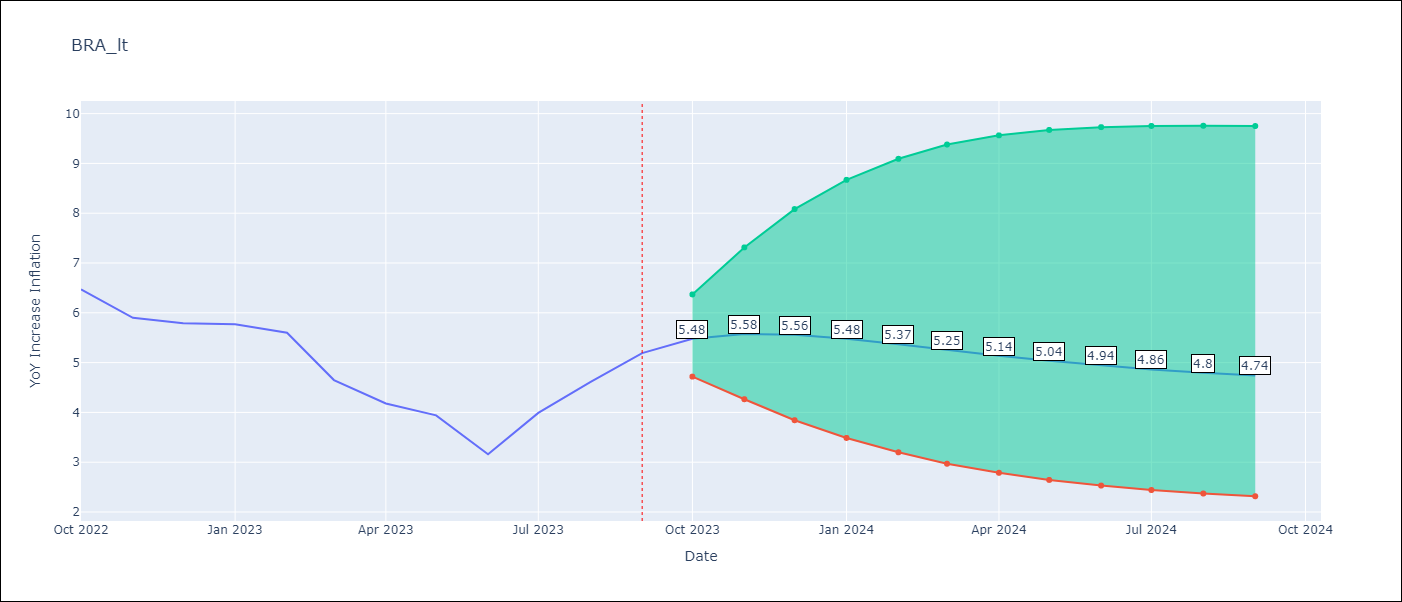 BRA_lt
YoY Increase Inflation
10
9
8
7
6
5
4
3
2
5.48
5.58
5.56
5.48
5.37
5.25
5.14
5.04
4.94
4.86
4.8
4.74
Oct 2022
Jan 2023
Apr 2023
Jul 2023
Oct 2023
Jan 2024
Apr 2024
Jul 2024
Oct 2024
Date